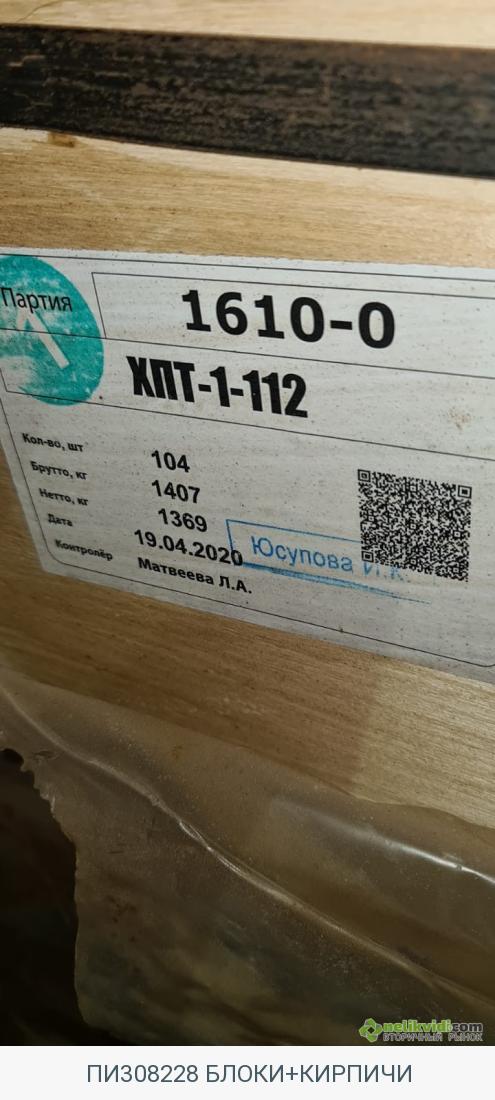 Партия
1610-0
ХПТ-1-112
Кол-во, шт 104
Брутто, кг 1407
Нетто, кг 1369
Дата 19.04.2020
Контролёр Матвеева Л.А.
Юсупова И.К.
nelikvidi.com
ВТОРИЧНЫЙ РЫНОК
ПИ308228 БЛОКИ+КИРПИЧИ